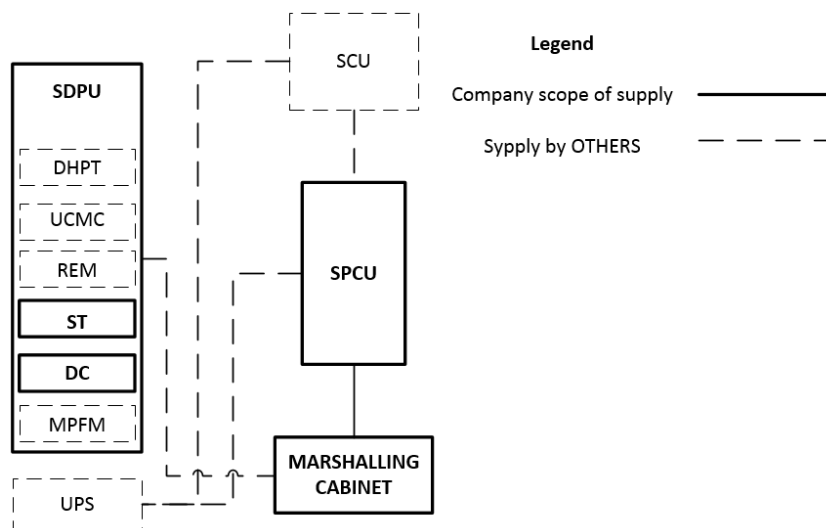 SDPU
DHPT
UCMC
REM
ST
DC
MPFM
UPS
SCU
SPCU
MARSHALLING
CABINET
Legend
Company scope of supply
Sypply by OTHERS